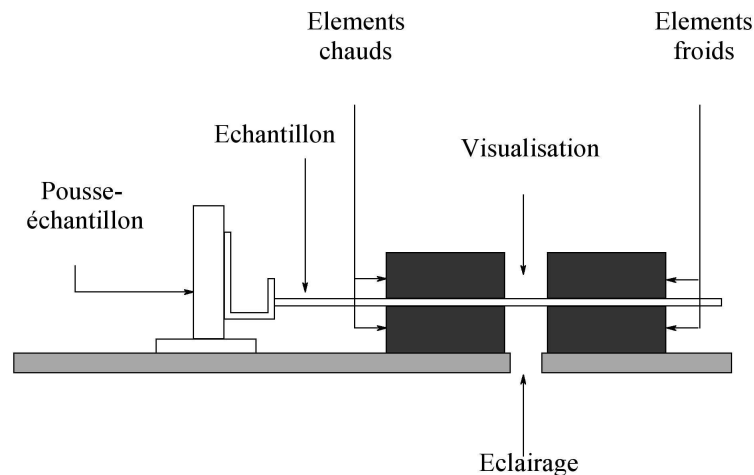 Elements
chauds
Elements
froids
Echantillon
Visualisation
Pousse-
échantillon
Eclairage